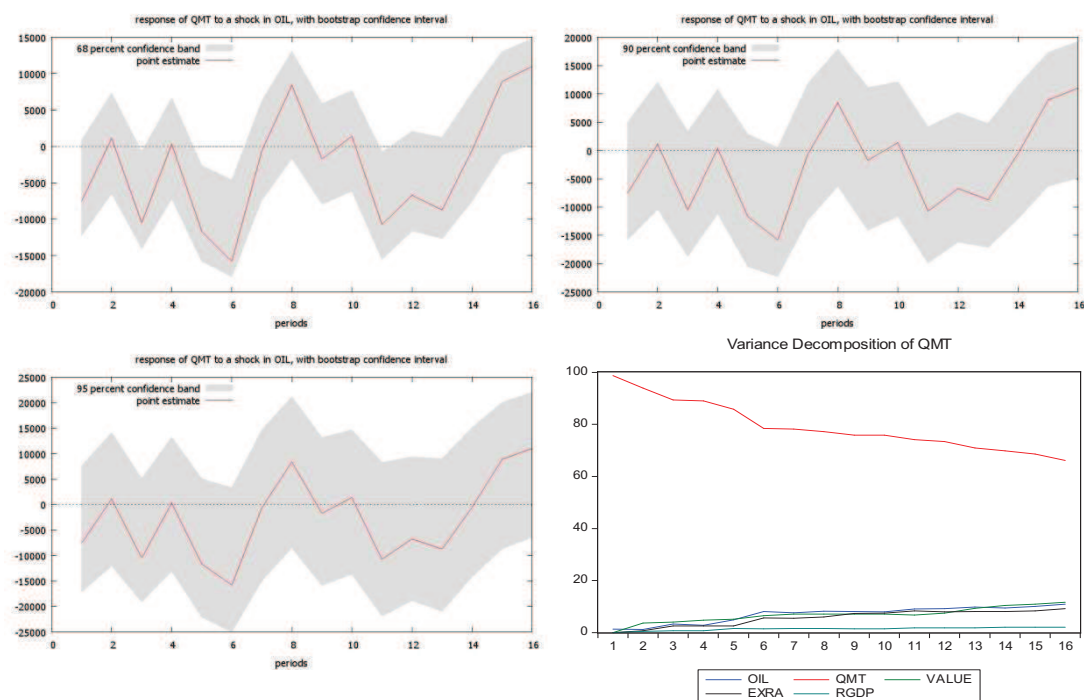 response of QMT to a shock in OIL, with bootstrap confidence interval
15000
10000
5000
0
-5000
-10000
-15000
-20000
68 percent confidence band
point estimate
0 2 4 6 8 10 12 14 16
periods
response of QMT to a shock in OIL, with bootstrap confidence interval
20000
15000
10000
5000
0
-5000
-10000
-15000
-20000
-25000
90 percent confidence band
point estimate
0 2 4 6 8 10 12 14 16
periods
response of QMT to a shock in OIL, with bootstrap confidence interval
25000
20000
15000
10000
5000
0
-5000
-10000
-15000
-20000
-25000
95 percent confidence band
point estimate
0 2 4 6 8 10 12 14 16
periods
Variance Decomposition of QMT
100
80
60
40
20
0
1 2 3 4 5 6 7 8 9 10 11 12 13 14 15 16
OIL QMT VALUE
EXRA RGDP